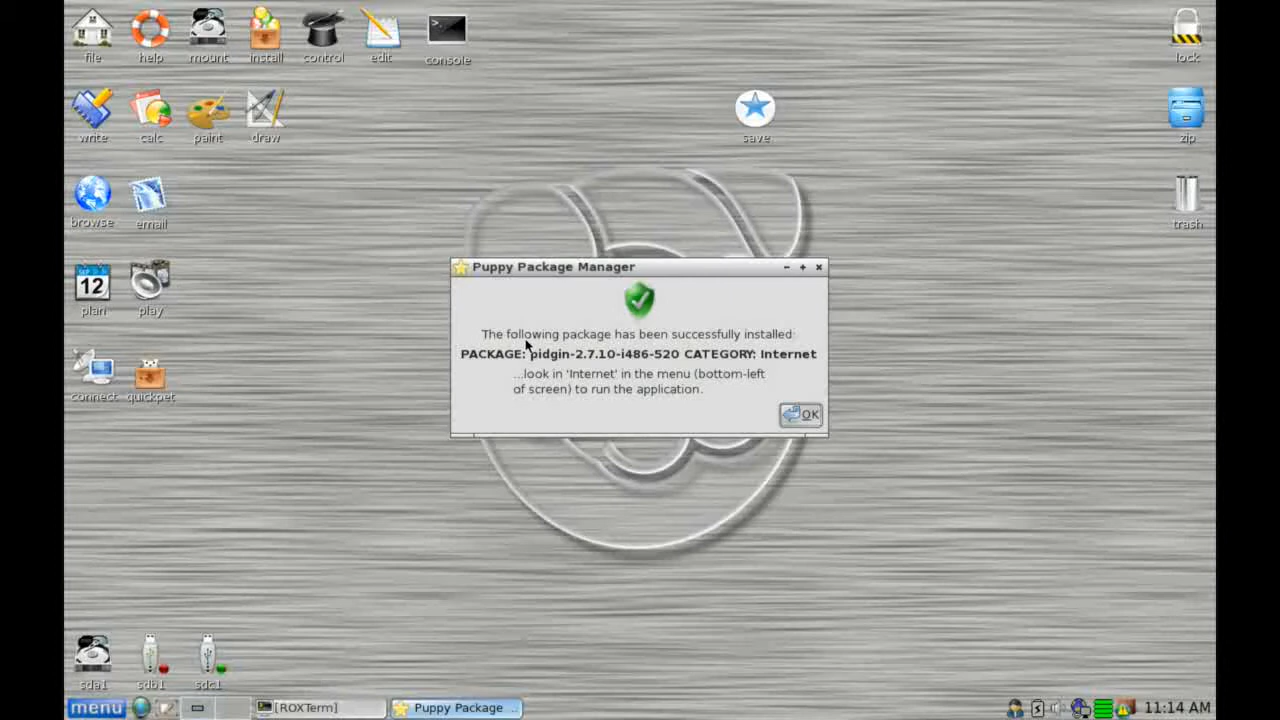 file help mount install control edit console lock
write calc paint draw save zip
browse email trash
plan play
12
connect quickpet
Puppy Package Manager
The following package has been successfully installed:
PACKAGE: pidgin-2.7.10-i486-520 CATEGORY: Internet
...look in 'Internet' in the menu (bottom-left
of screen) to run the application.
OK
sda1 sdb1 sdc1
menu [ROXTerm] Puppy Package .. 11:14 AM